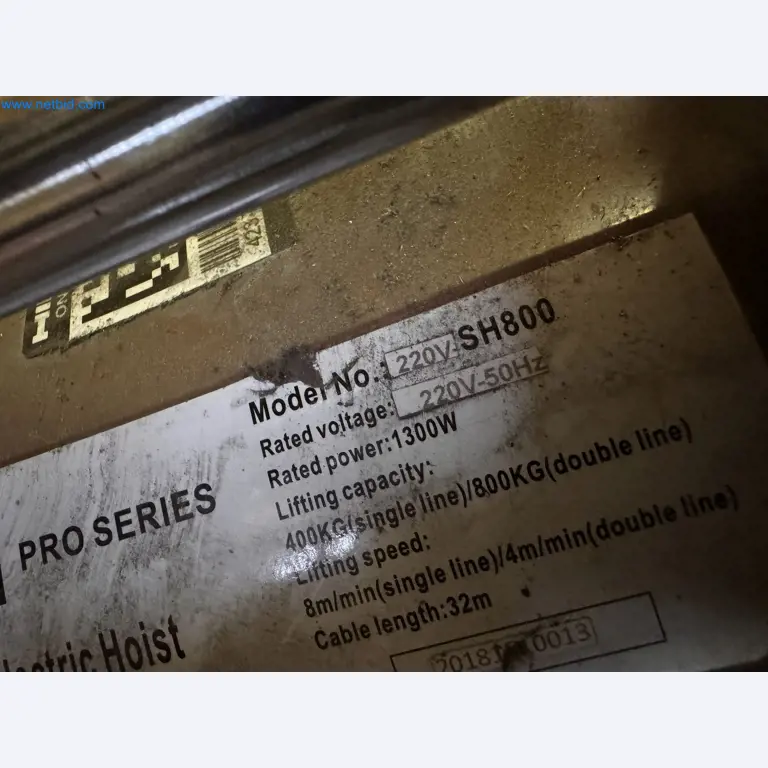 www.netbid.com
Model No.: 220V-SH800
Rated voltage: 220V-50Hz
Rated power:1300W
Lifting capacity:
400KG(single line)/800KG(double line)
Lifting speed:
8m/min(single line)/4m/min(double line)
Cable length:32m
PRO SERIES
Hoist